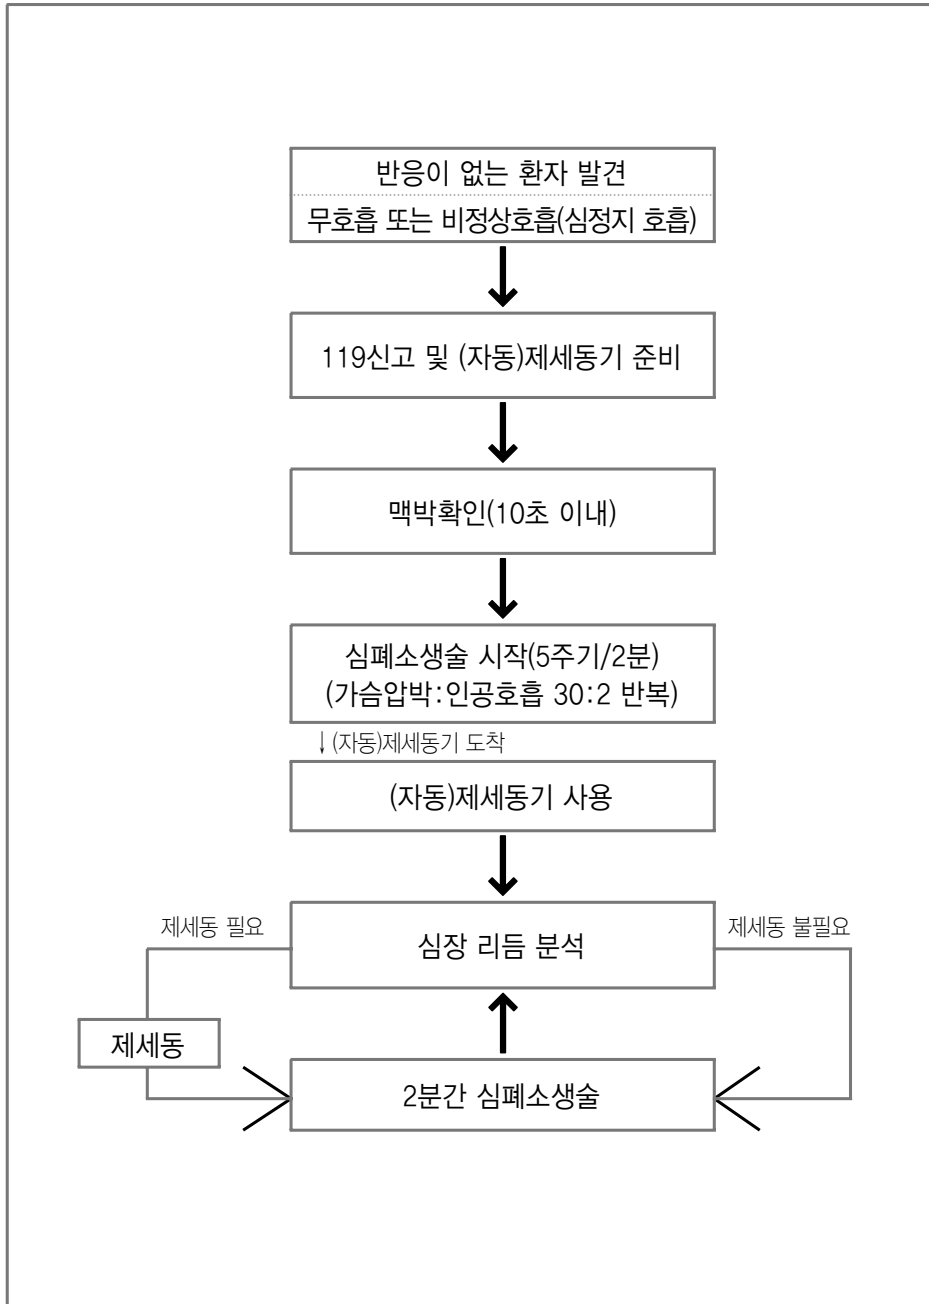 반응이 없는 환자 발견
무호흡 또는 비정상호흡(심정지 호흡)
119신고 및 (자동)제세동기 준비
맥박확인(10초 이내)
심폐소생술 시작(5주기/2분)
(가슴압박:인공호흡 30:2 반복)
↓(자동)제세동기 도착
(자동)제세동기 사용
제세동 필요
제세동 불필요
심장 리듬 분석
제세동
2분간 심폐소생술